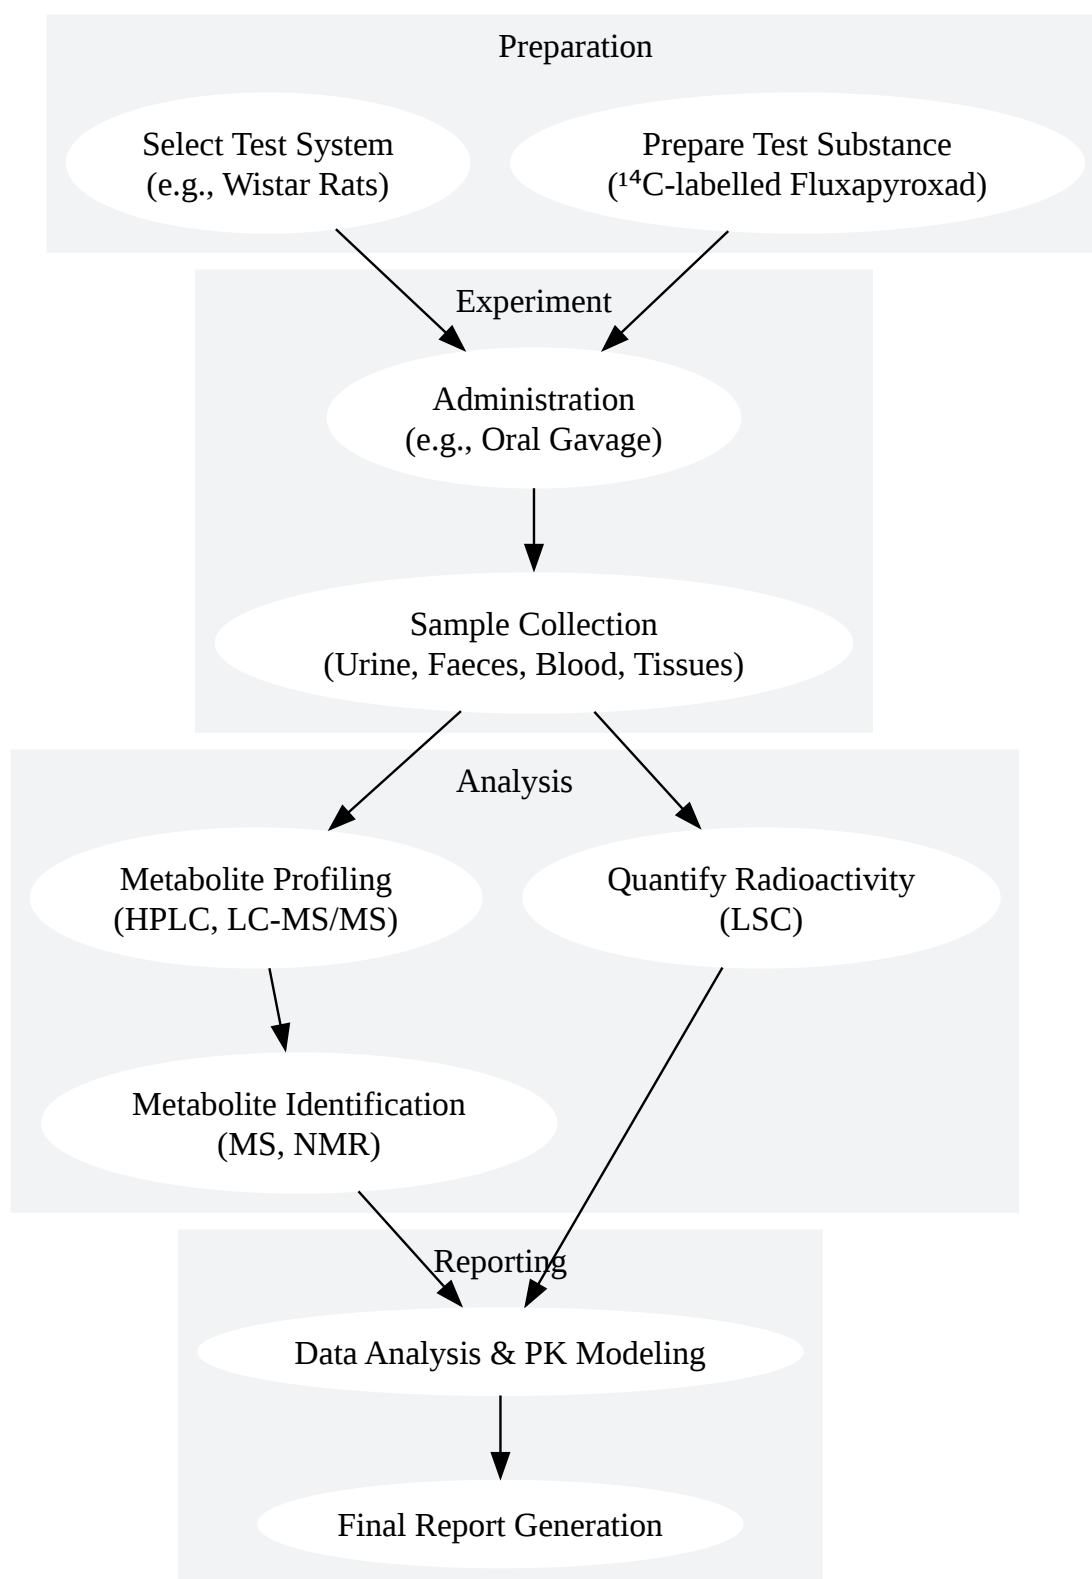 Preparation
Select Test System
(e.g., Wistar Rats)
Prepare Test Substance
(¹⁴C-labelled Fluxapyroxad)
Experiment
Administration
(e.g., Oral Gavage)
Sample Collection
(Urine, Faeces, Blood, Tissues)
Analysis
Metabolite Profiling
(HPLC, LC-MS/MS)
Quantify Radioactivity
(LSC)
Metabolite Identification
(MS, NMR)
Reporting
Data Analysis & PK Modeling
Final Report Generation